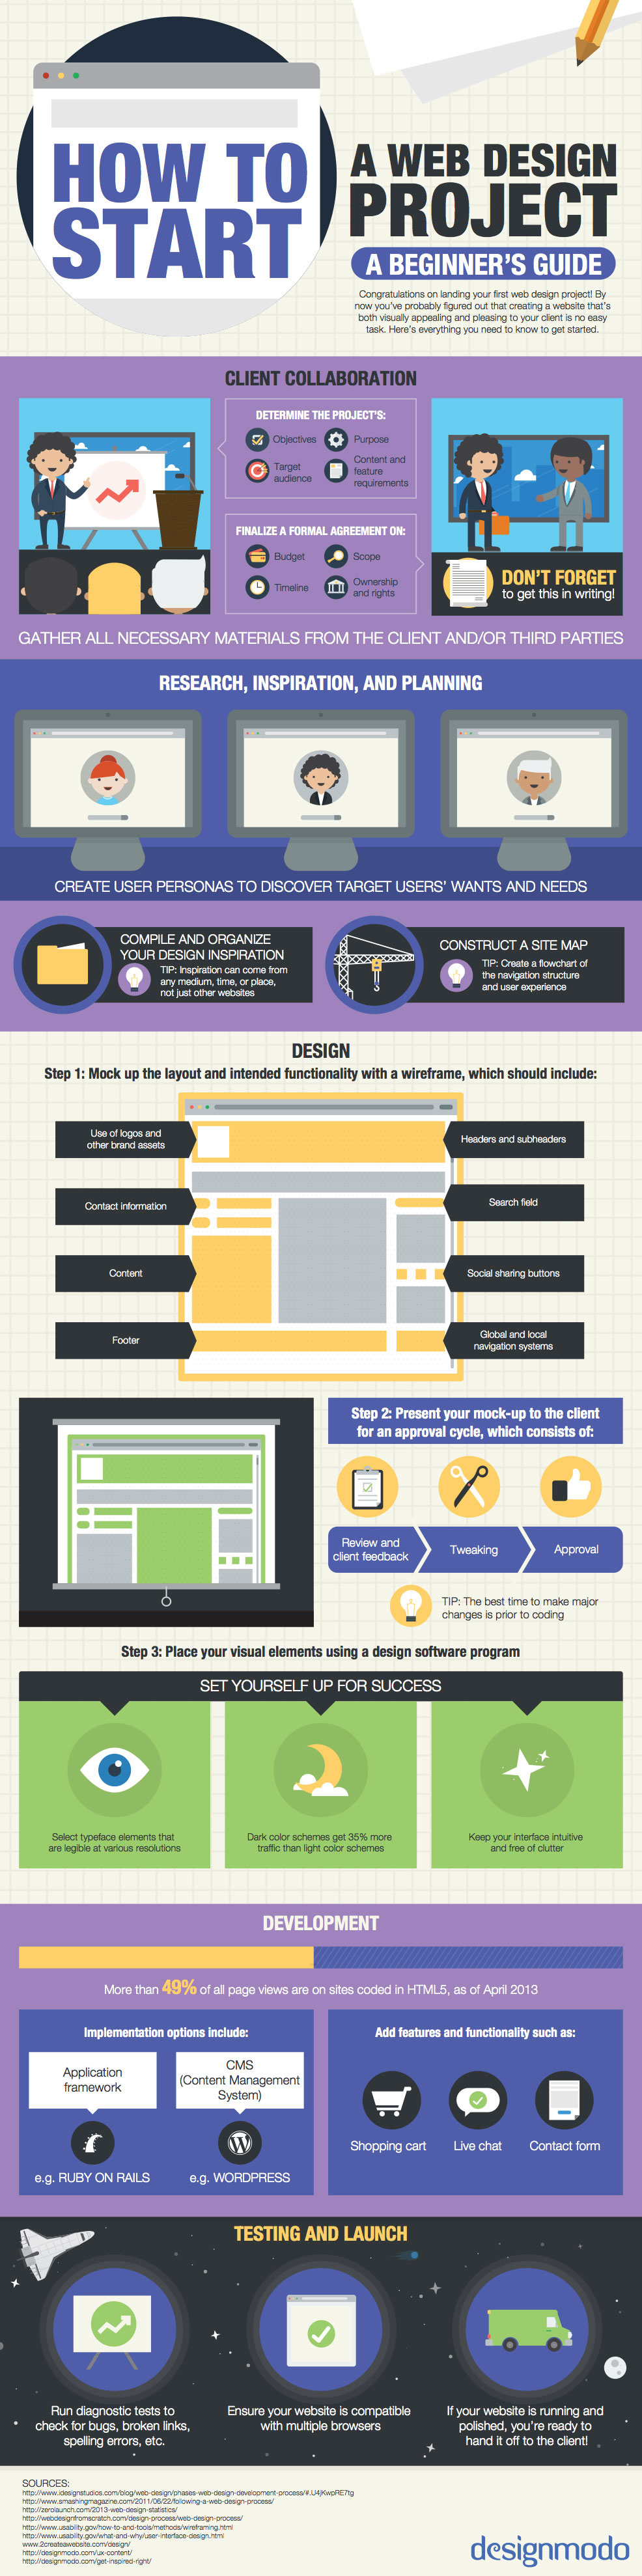 HOW TO
START
A WEB DESIGN
PROJECT
A BEGINNER'S GUIDE
Congratulations on landing your first web design project! By
now you've probably figured out that creating a website that's
both visually appealing and pleasing to your client is no easy
task. Here's everything you need to know to get started.
CLIENT COLLABORATION
DETERMINE THE PROJECT'S:
Objectives
Purpose
Target
audience
Content and
feature
requirements
FINALIZE A FORMAL AGREEMENT ON:
Budget
Scope
Timeline
Ownership
and rights
DON'T FORGET
to get this in writing!
GATHER ALL NECESSARY MATERIALS FROM THE CLIENT AND/OR THIRD PARTIES
RESEARCH, INSPIRATION, AND PLANNING
CREATE USER PERSONAS TO DISCOVER TARGET USERS' WANTS AND NEEDS
COMPILE AND ORGANIZE
YOUR DESIGN INSPIRATION
TIP: Inspiration can come from
any medium, time, or place,
not just other websites
CONSTRUCT A SITE MAP
TIP: Create a flowchart of
the navigation structure
and user experience
DESIGN
Step 1: Mock up the layout and intended functionality with a wireframe, which should include:
Use of logos and
other brand assets
Headers and subheaders
Contact information
Search field
Content
Social sharing buttons
Footer
Global and local
navigation systems
Step 2: Present your mock-up to the client
for an approval cycle, which consists of:
Review and
client feedback
Tweaking
Approval
TIP: The best time to make major
changes is prior to coding
Step 3: Place your visual elements using a design software program
SET YOURSELF UP FOR SUCCESS
Select typeface elements that
are legible at various resolutions
Dark color schemes get 35% more
traffic than light color schemes
Keep your interface intuitive
and free of clutter
DEVELOPMENT
More than 49% of all page views are on sites coded in HTML5, as of April 2013
Implementation options include:
Application
framework
CMS
(Content Management
System)
e.g. RUBY ON RAILS
e.g. WORDPRESS
Add features and functionality such as:
Shopping cart
Live chat
Contact form
TESTING AND LAUNCH
Run diagnostic tests to
check for bugs, broken links,
spelling errors, etc.
Ensure your website is compatible
with multiple browsers
If your website is running and
polished, you're ready to
hand it off to the client!
SOURCES:
http://www.idesignstudios.com/blog/web-design/phases-web-design-development-process/#.U4jKwpRE7tg
http://www.smashingmagazine.com/2011/06/22/following-a-web-design-process/
http://zerolaunch.com/2013-web-design-statistics/
http://webdesignfromscratch.com/design-process/web-design-process/
http://www.usability.gov/how-to-and-tools/methods/wireframing.html
http://www.usability.gov/what-and-why/user-interface-design.html
www.2createawebsite.com/design/
http://designmodo.com/ux-content/
http://designmodo.com/get-inspired-right/
designmodo